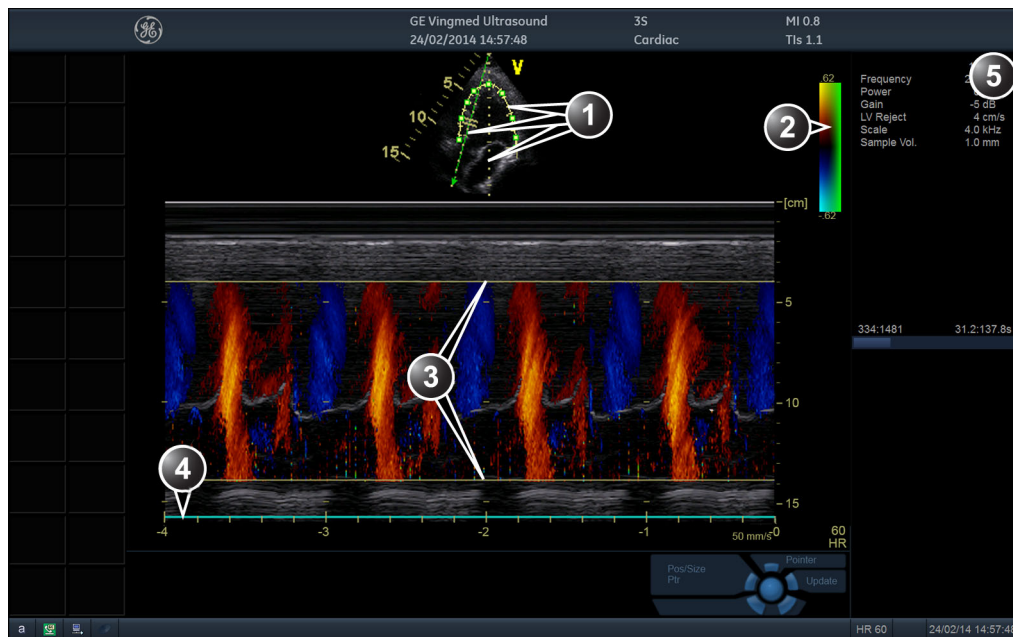 GE Vingmed Ultrasound 3S MI 0.8
24/02/2014 14:57:48 Cardiac TIs 1.1
V
5
10
15
1
2
3
4
5
62
-.62
Frequency
Power
Gain -5 dB
LV Reject 4 cm/s
Scale 4.0 kHz
Sample Vol. 1.0 mm
[cm]
5
10
15
334:1481 31.2:137.8s
-4 -3 -2 -1 50 mm/s -0
60
HR
Pos/Size
Ptr
Pointer
Update
a HR 60 24/02/14 14:57:48